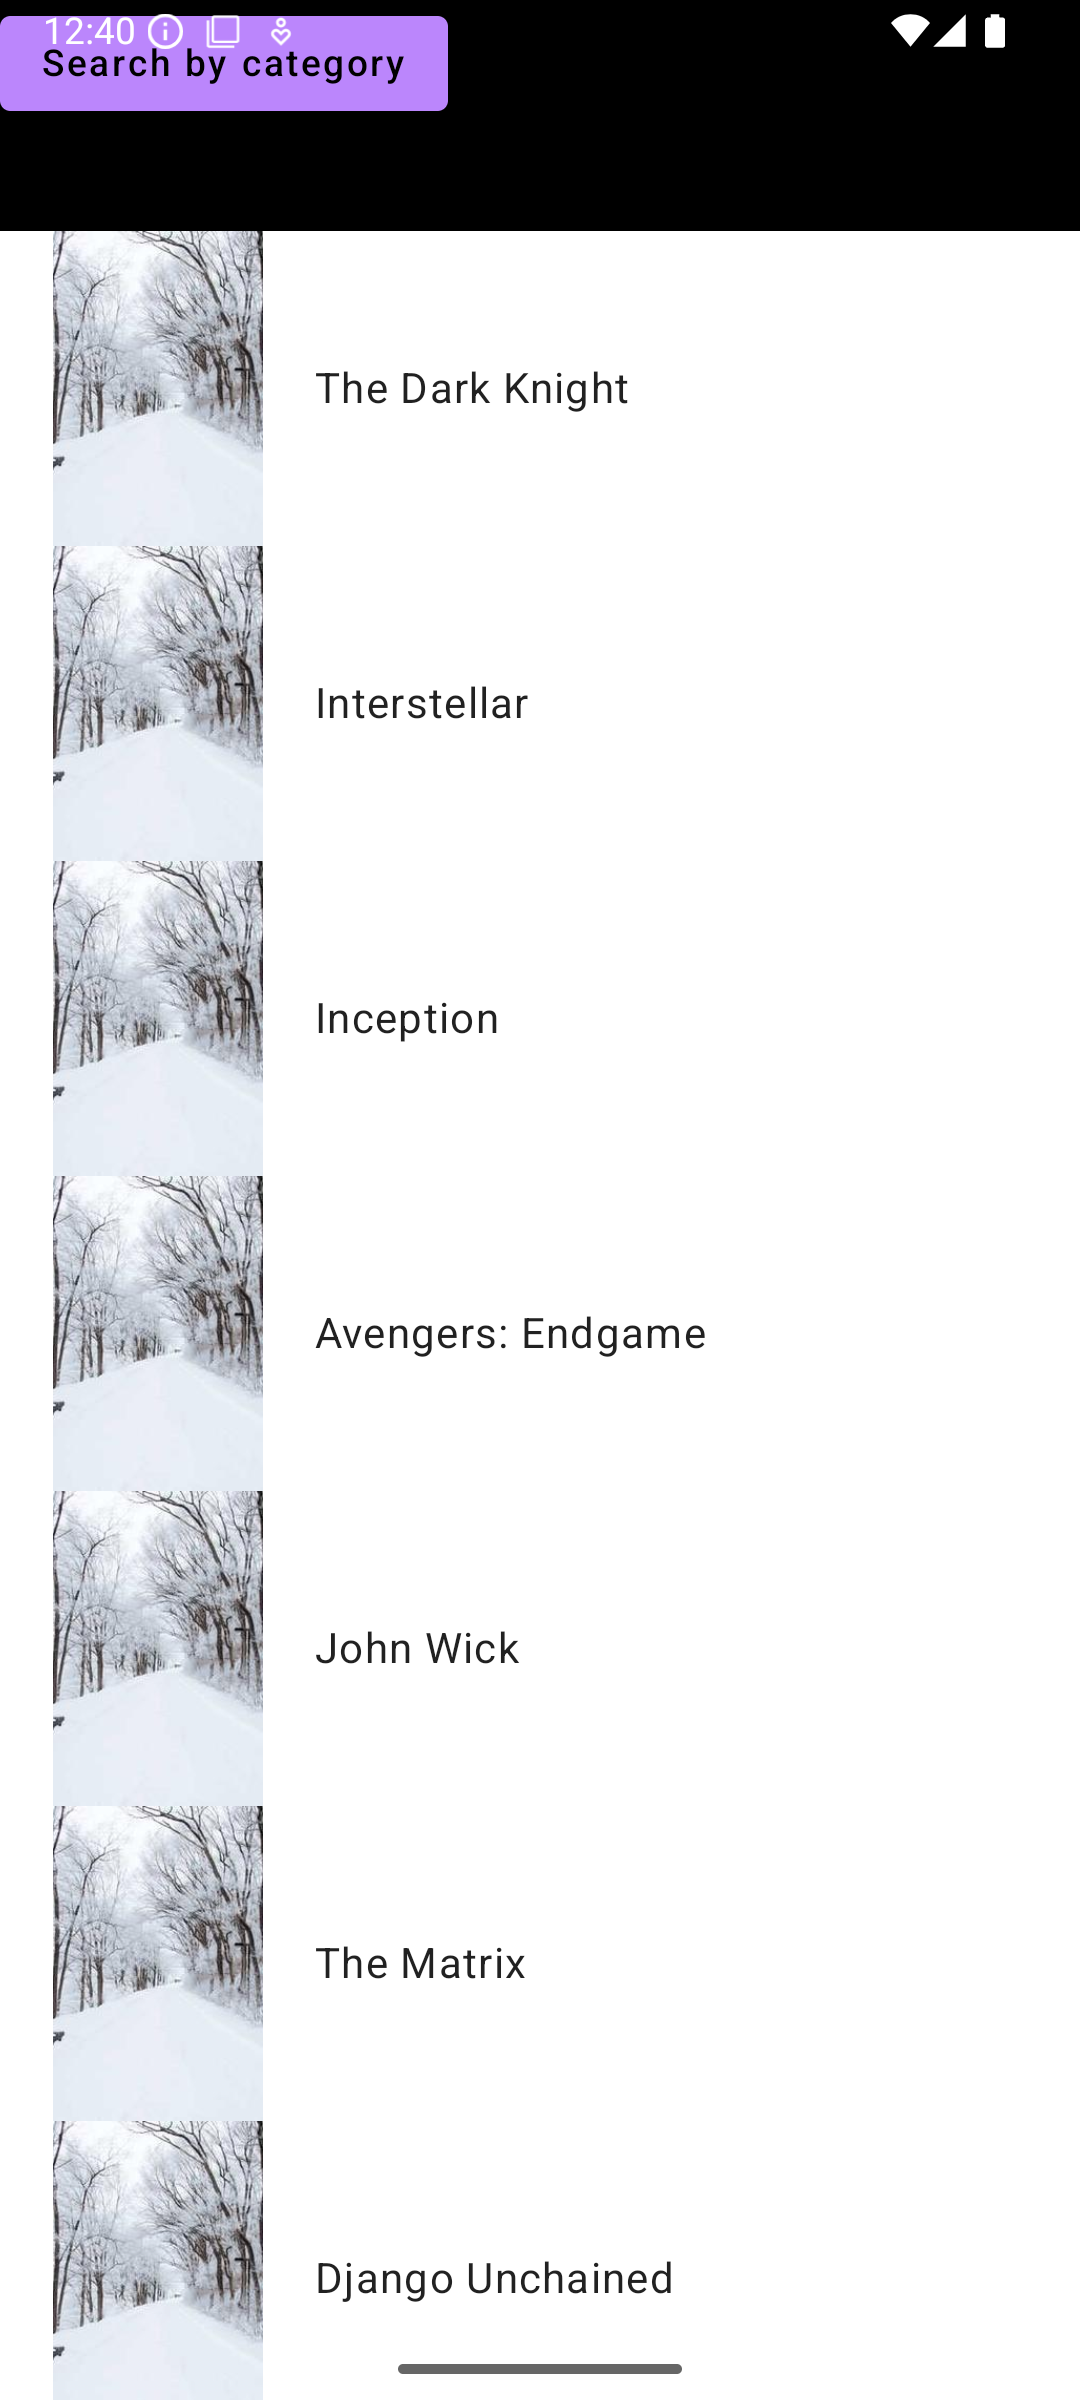 12:40
Search by category
The Dark Knight
Interstellar
Inception
Avengers: Endgame
John Wick
The Matrix
Django Unchained